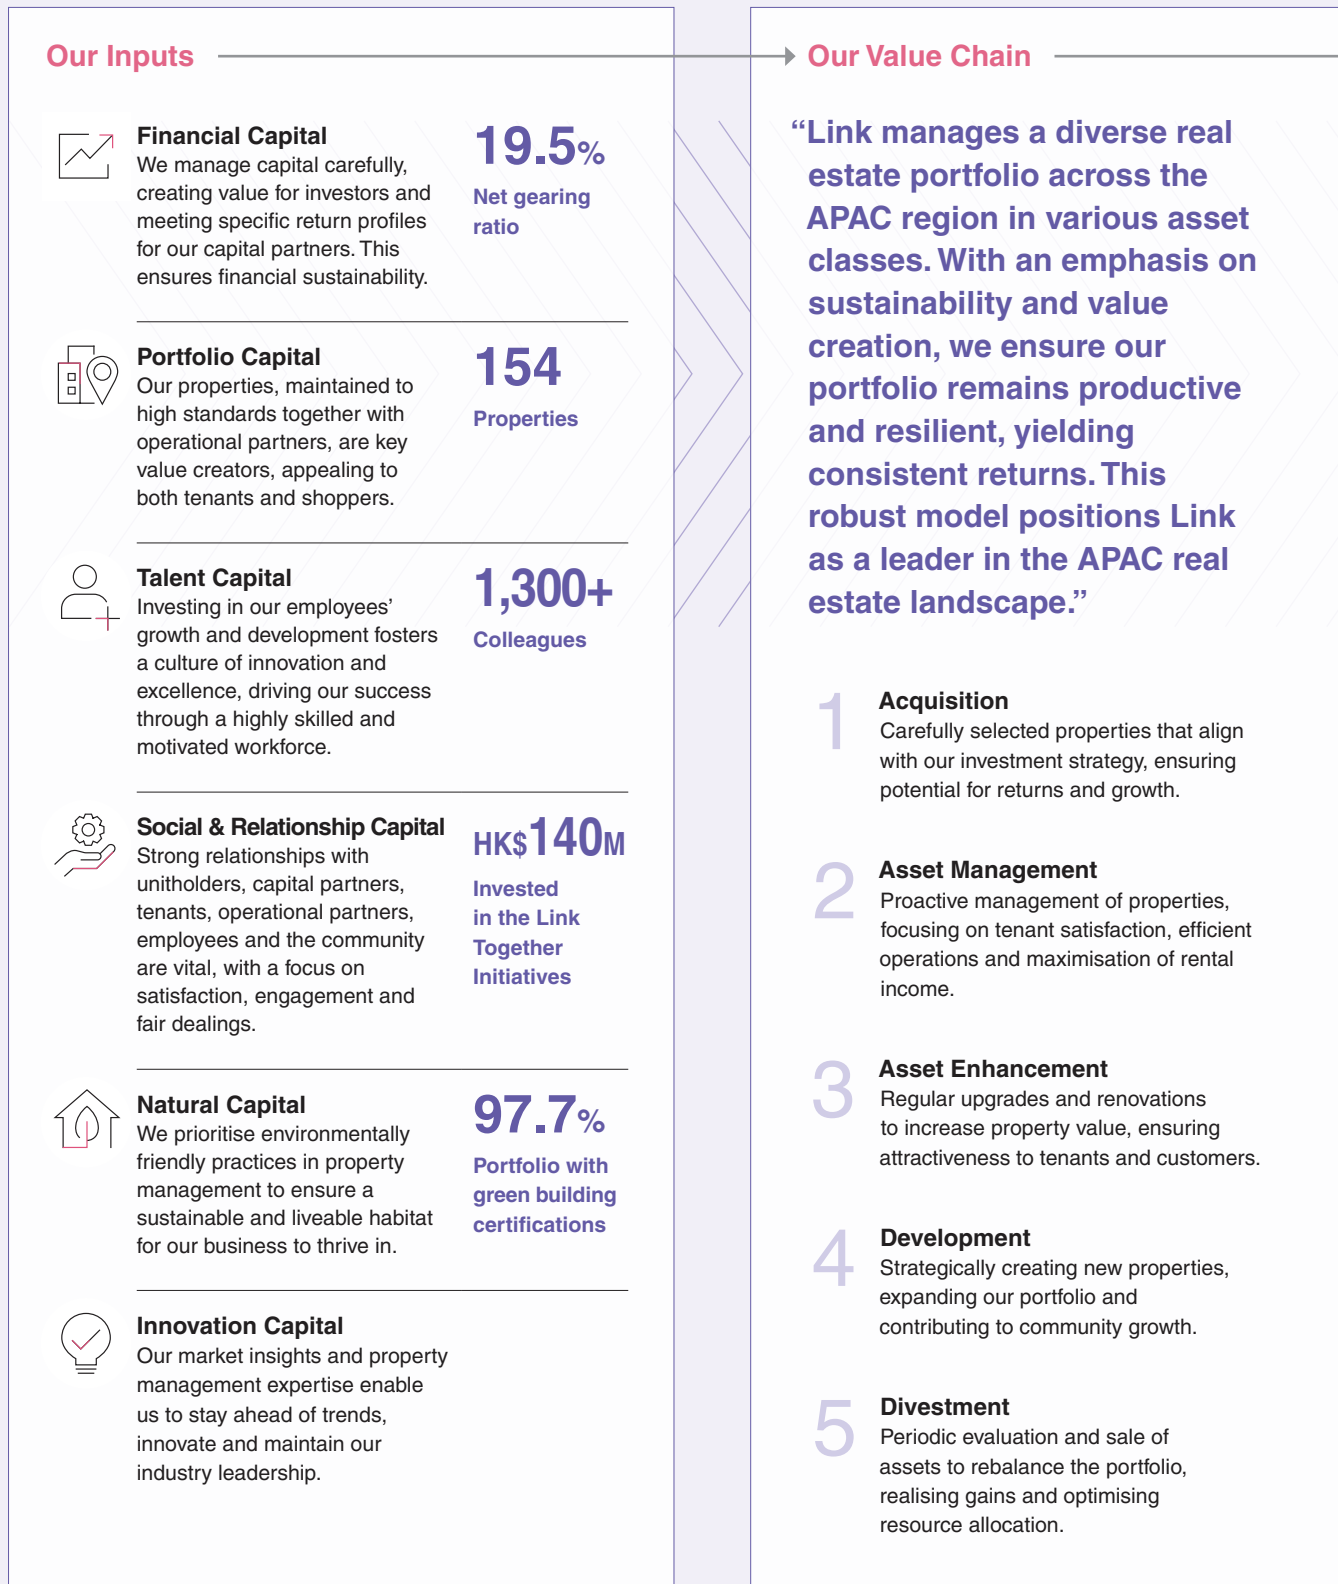 Our Inputs
Financial Capital
We manage capital carefully,
creating value for investors and
meeting specific return profiles
for our capital partners. This
ensures financial sustainability.
19.5%
Net gearing
ratio
Portfolio Capital
Our properties, maintained to
high standards together with
operational partners, are key
value creators, appealing to
both tenants and shoppers.
154
Properties
Talent Capital
Investing in our employees’
growth and development fosters
a culture of innovation and
excellence, driving our success
through a highly skilled and
motivated workforce.
1,300+
Colleagues
Social & Relationship Capital
Strong relationships with
unitholders, capital partners,
tenants, operational partners,
employees and the community
are vital, with a focus on
satisfaction, engagement and
fair dealings.
HK$140M
Invested
in the Link
Together
Initiatives
Natural Capital
We prioritise environmentally
friendly practices in property
management to ensure a
sustainable and liveable habitat
for our business to thrive in.
97.7%
Portfolio with
green building
certifications
Innovation Capital
Our market insights and property
management expertise enable
us to stay ahead of trends,
innovate and maintain our
industry leadership.
Our Value Chain
“Link manages a diverse real
estate portfolio across the
APAC region in various asset
classes. With an emphasis on
sustainability and value
creation, we ensure our
portfolio remains productive
and resilient, yielding
consistent returns. This
robust model positions Link
as a leader in the APAC real
estate landscape.”
1
Acquisition
Carefully selected properties that align
with our investment strategy, ensuring
potential for returns and growth.
2
Asset Management
Proactive management of properties,
focusing on tenant satisfaction, efficient
operations and maximisation of rental
income.
3
Asset Enhancement
Regular upgrades and renovations
to increase property value, ensuring
attractiveness to tenants and customers.
4
Development
Strategically creating new properties,
expanding our portfolio and
contributing to community growth.
5
Divestment
Periodic evaluation and sale of
assets to rebalance the portfolio,
realising gains and optimising
resource allocation.